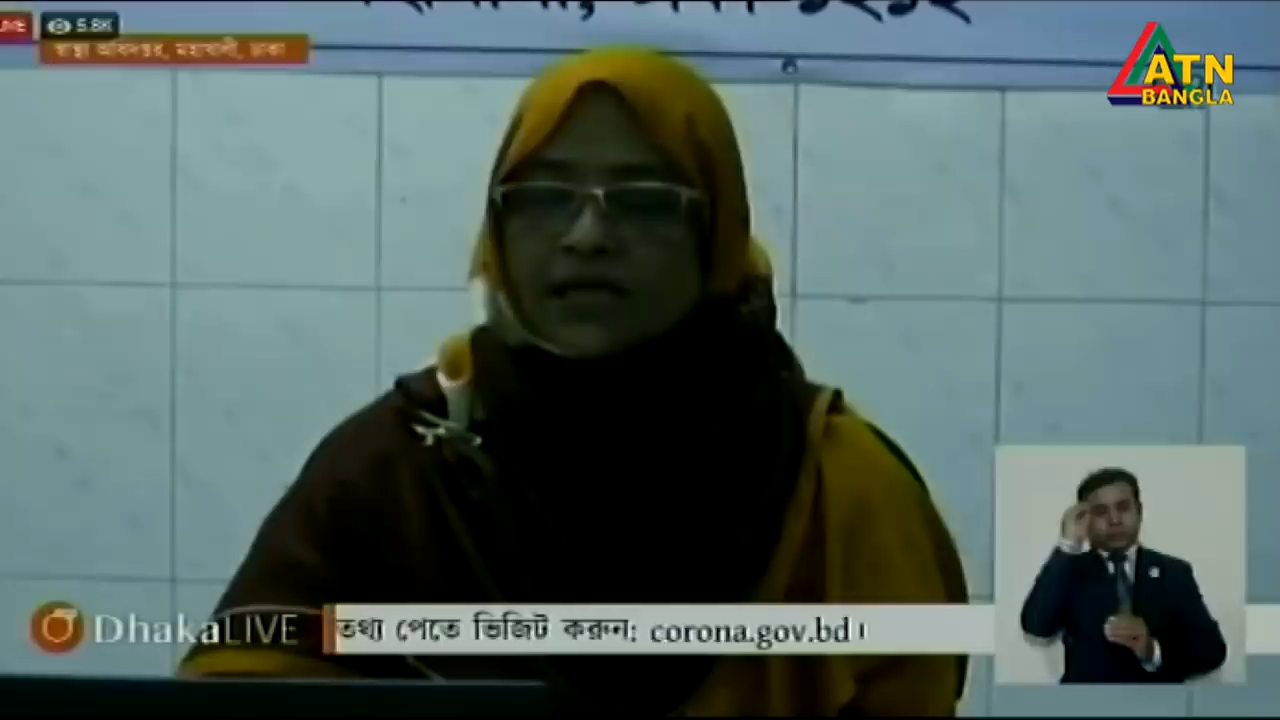 LIVE 5.8K
স্বাস্থ্য অধিদপ্তর, মহাখালী, ঢাকা
ATN
BANGLA
DhakaLIVE
তথ্য পেতে ভিজিট করুন: corona.gov.bd।